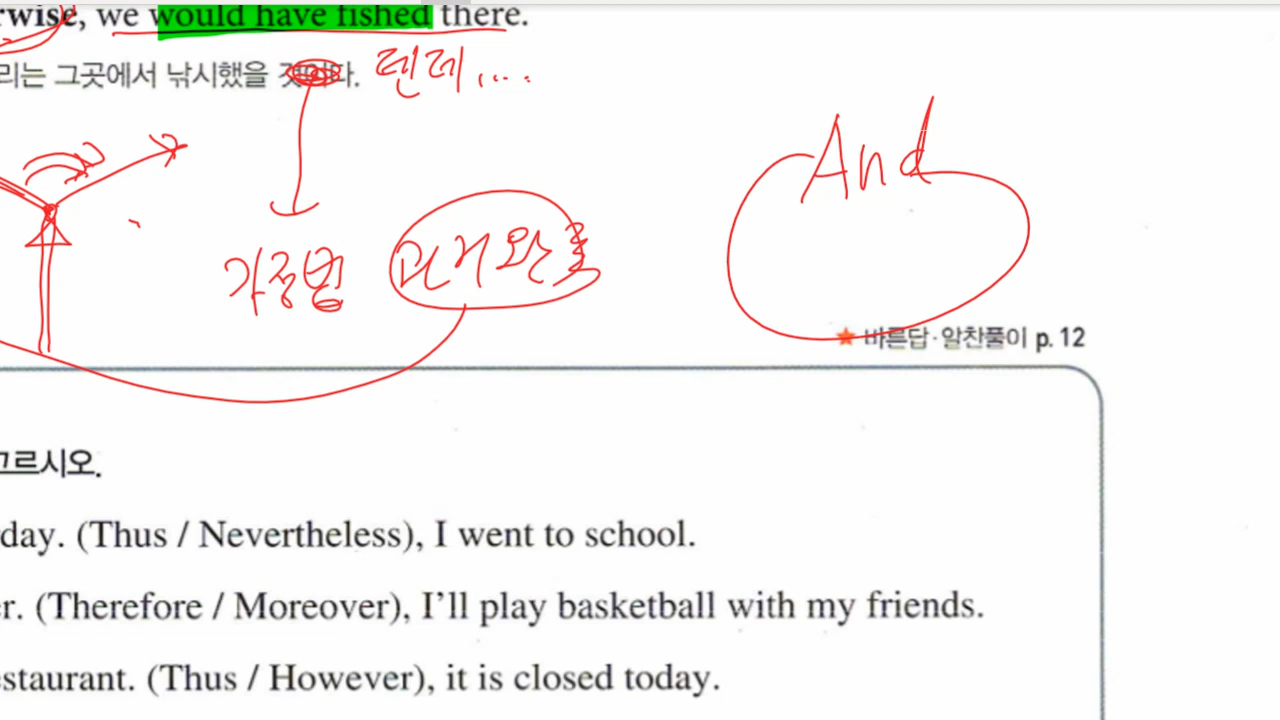 rwise, we would have fished there.
리는 그곳에서 낚시했을 것이다. 텐데....
And
가정법 과거완료
★ 바른답·알찬풀이 p. 12
고르시오.
day. (Thus / Nevertheless), I went to school.
er. (Therefore / Moreover), I'll play basketball with my friends.
staurant. (Thus / However), it is closed today.